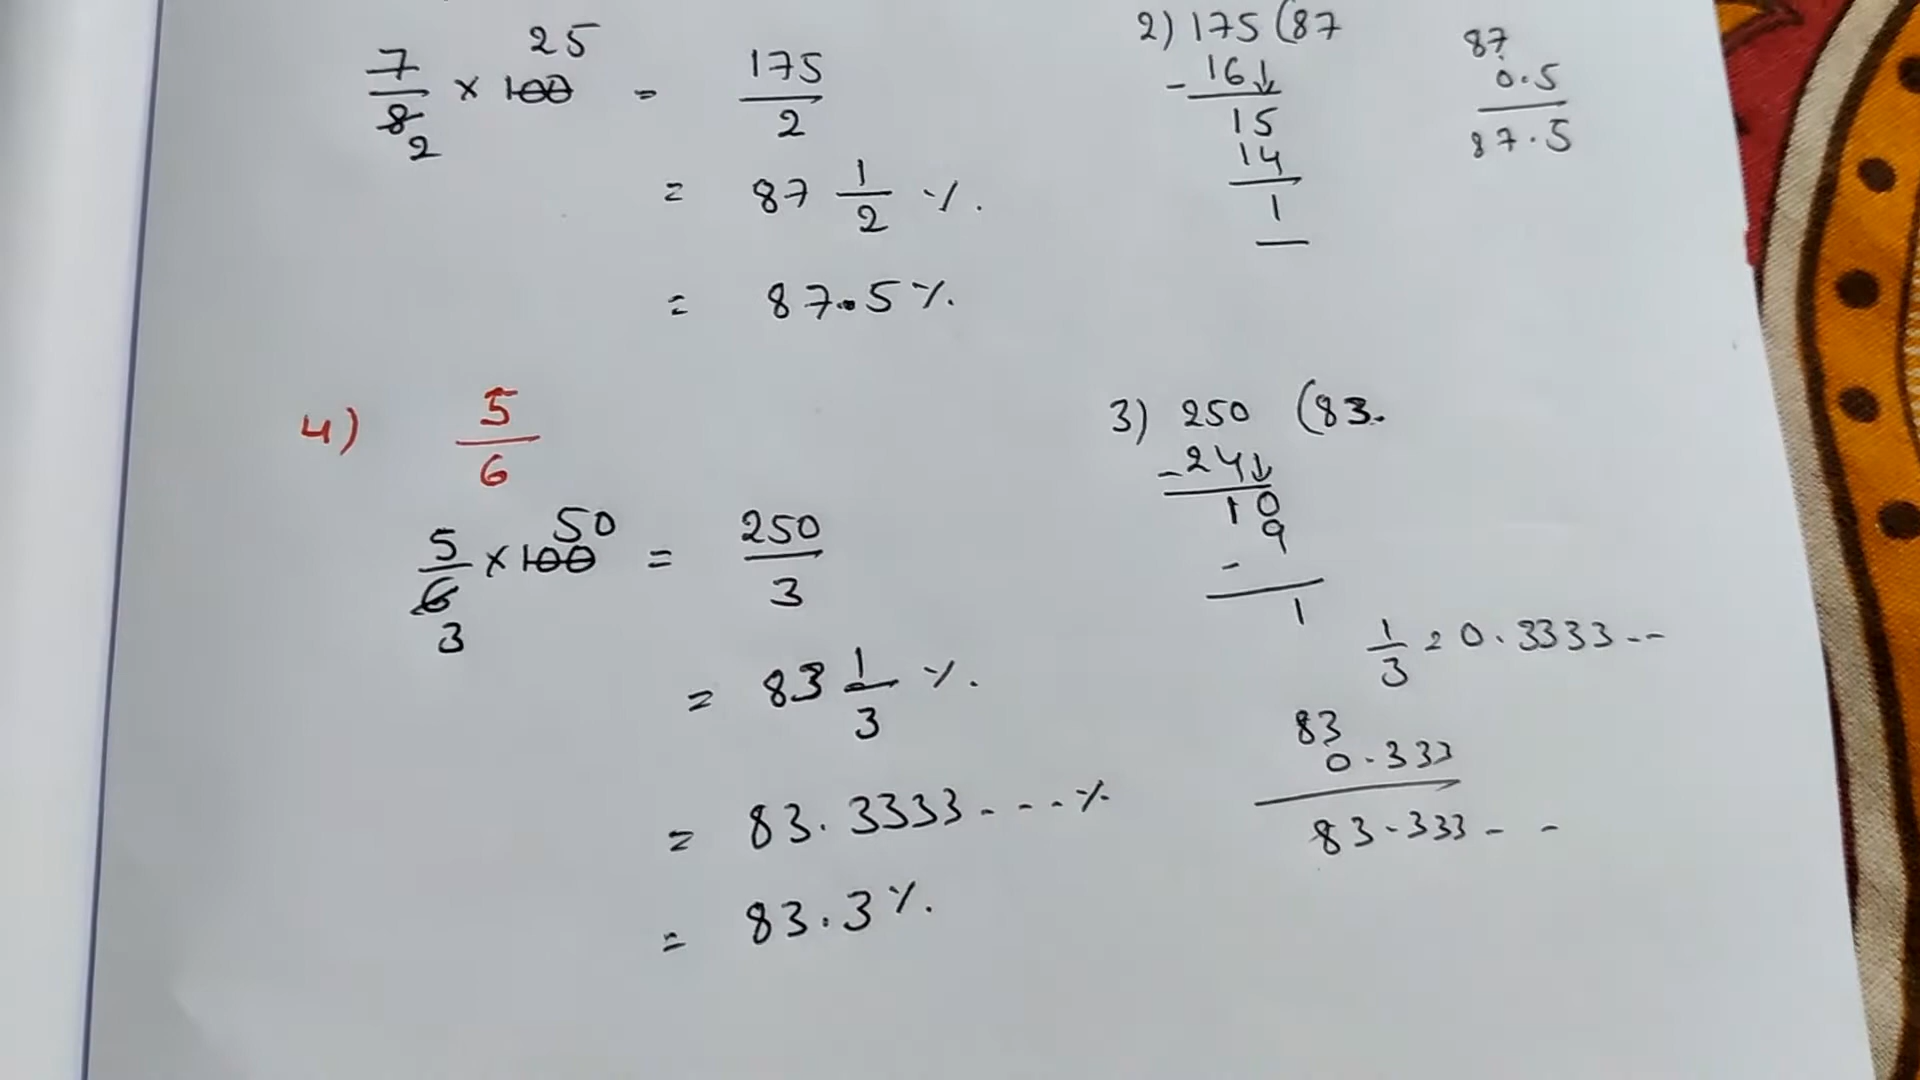 7/8 × 100 = 175/2
25
2
= 87 1/2 %.
= 87.5 %.
2) 175 (87
- 16↓
15
14
1
87
0.5
87.5
4) 5/6
5/6 × 100 = 250/3
50
3
= 83 1/3 %.
= 83.3333 - - - %
= 83.3 %.
3) 250 (83.
- 24↓
10
- 9
1
1/3 = 0.3333 - -
83
0.333
83.333 - -